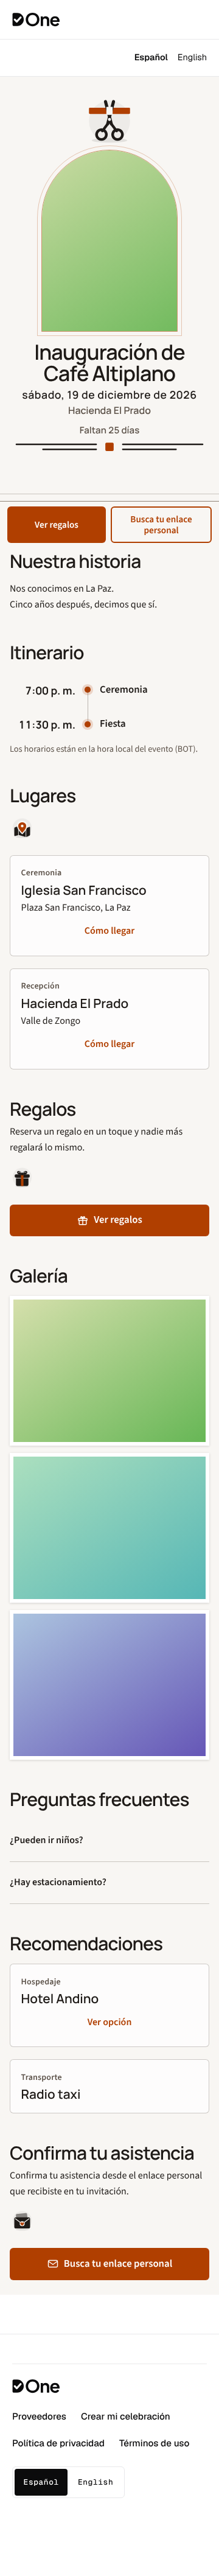 One
Español English
Inauguración de
Café Altiplano
sábado, 19 de diciembre de 2026
Hacienda El Prado
Faltan 25 días
Ver regalos
Busca tu enlace
personal
Nuestra historia
Nos conocimos en La Paz.
Cinco años después, decimos que sí.
Itinerario
7:00 p. m. Ceremonia
11:30 p. m. Fiesta
Los horarios están en la hora local del evento (BOT).
Lugares
Ceremonia
Iglesia San Francisco
Plaza San Francisco, La Paz
Cómo llegar
Recepción
Hacienda El Prado
Valle de Zongo
Cómo llegar
Regalos
Reserva un regalo en un toque y nadie más
regalará lo mismo.
Ver regalos
Galería
Preguntas frecuentes
¿Pueden ir niños?
¿Hay estacionamiento?
Recomendaciones
Hospedaje
Hotel Andino
Ver opción
Transporte
Radio taxi
Confirma tu asistencia
Confirma tu asistencia desde el enlace personal
que recibiste en tu invitación.
Busca tu enlace personal
One
Proveedores Crear mi celebración
Política de privacidad Términos de uso
Español English